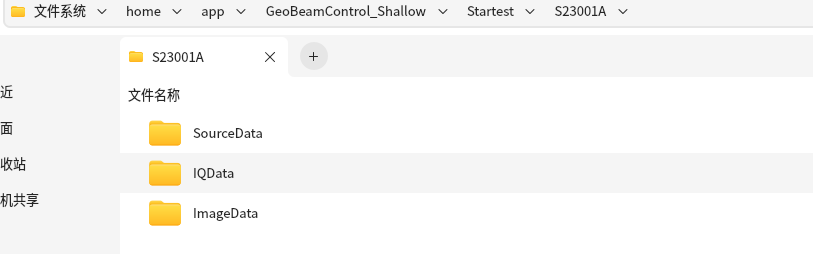 文件系统 home app GeoBeamControl_Shallow Startest S23001A
S23001A
文件名称
近
SourceData
面
收站
IQData
机共享
ImageData